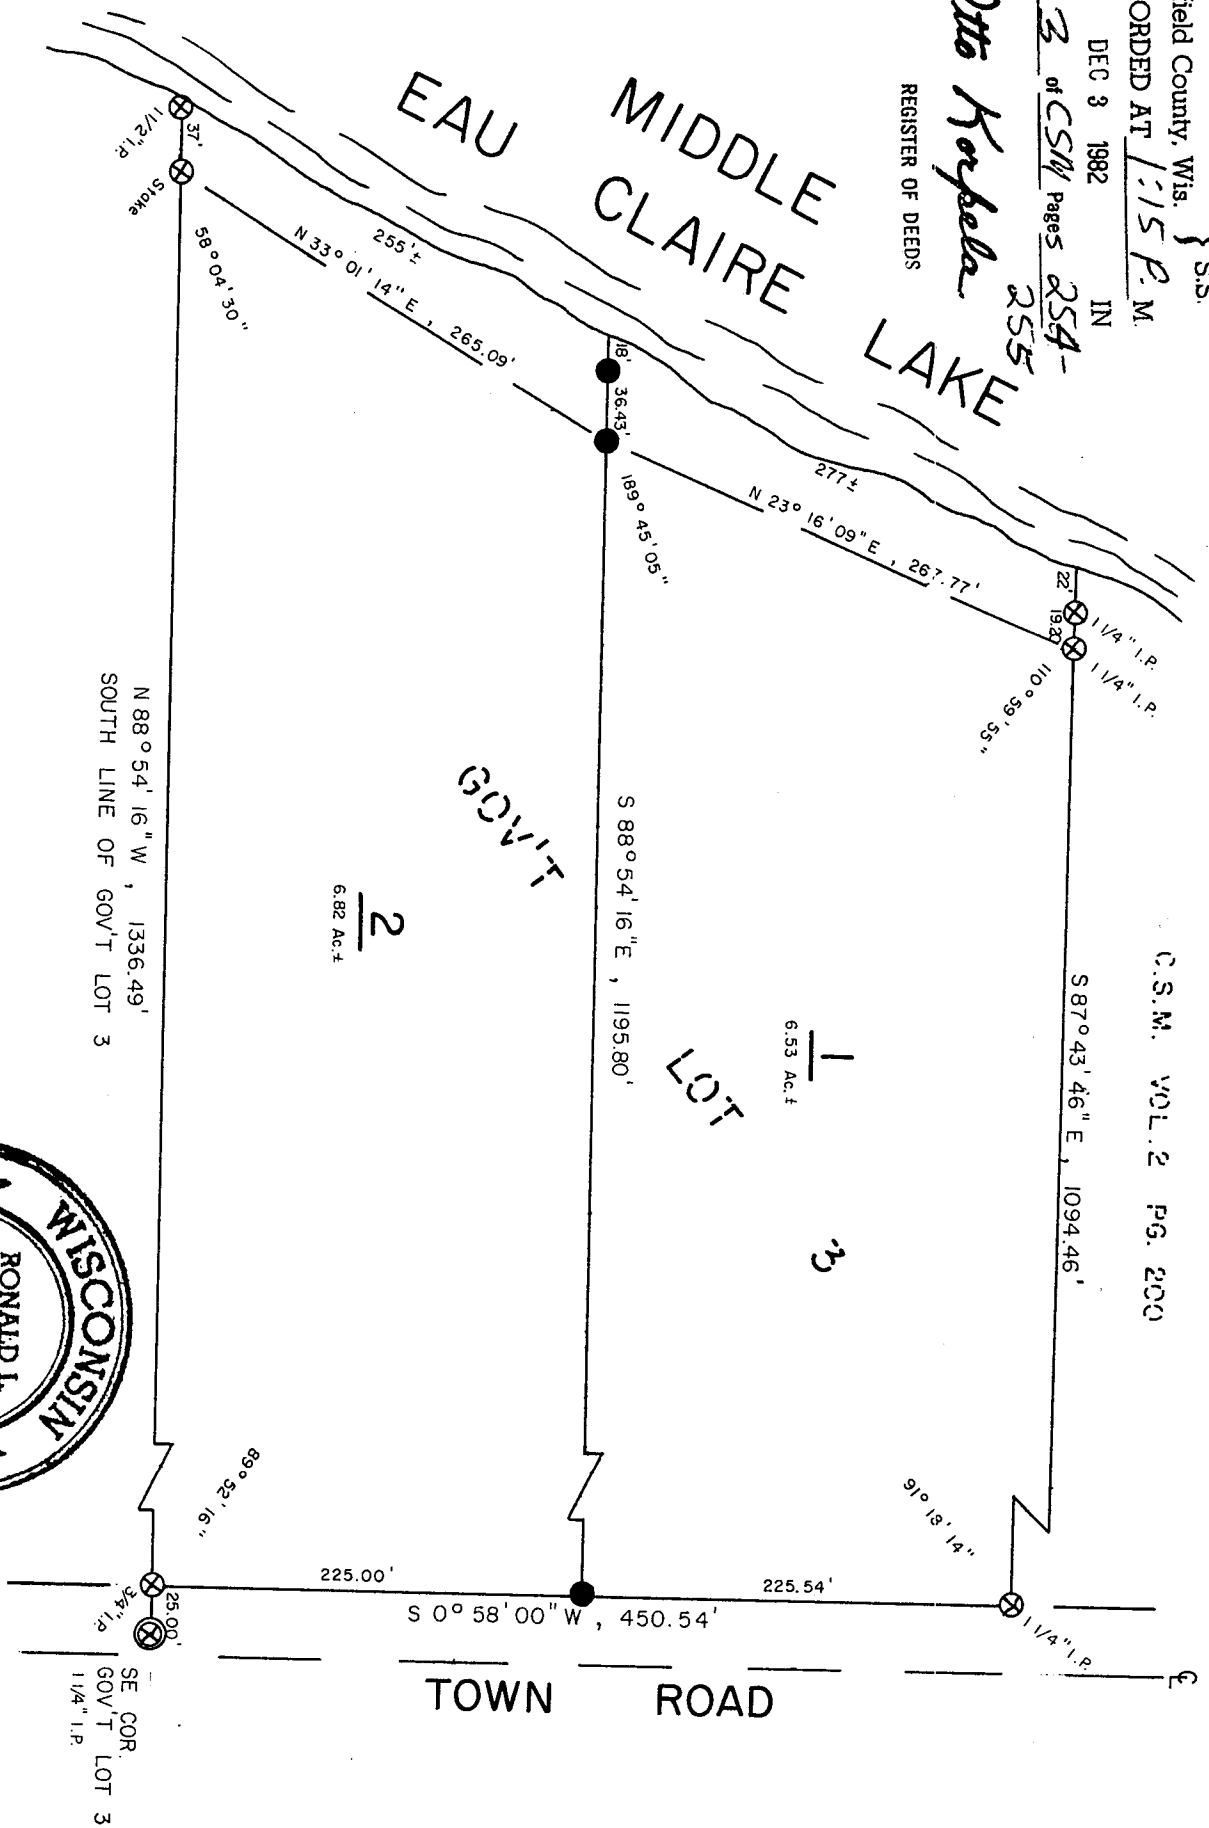 field County, Wis. } S.S.
ORDED AT 1:15 P. M.
DEC 3 1982 IN
3 of CSM Pages 254-
255
Otto Korpela
REGISTER OF DEEDS
MIDDLE
EAU CLAIRE LAKE
C.S.M. VOL.2 PG. 200
22'
19.20
1 1/4" I.P.
1 1/4" I.P.
110° 59' 55"
S 87° 43' 46" E , 1094.46'
91° 13' 14"
1 1/4" I.P.
277±
N 23° 16' 09" E , 267.77'
1
6.53 Ac.±
18'
36.43'
189° 45' 05"
S 88° 54' 16" E , 1195.80'
GOV'T LOT 3
255'±
N 33° 01' 14" E , 265.09'
2
6.82 Ac.±
37'
1 1/2" I.P.
Stake
58° 04' 30"
89° 52' 16"
N 88° 54' 16" W , 1336.49'
SOUTH LINE OF GOV'T LOT 3
225.00'
225.54'
S 0° 58' 00" W , 450.54'
25.00'
3/4" I.P.
TOWN ROAD
SE COR.
GOV'T LOT 3
1 1/4" I.P.
WISCONSIN
RONALD L.